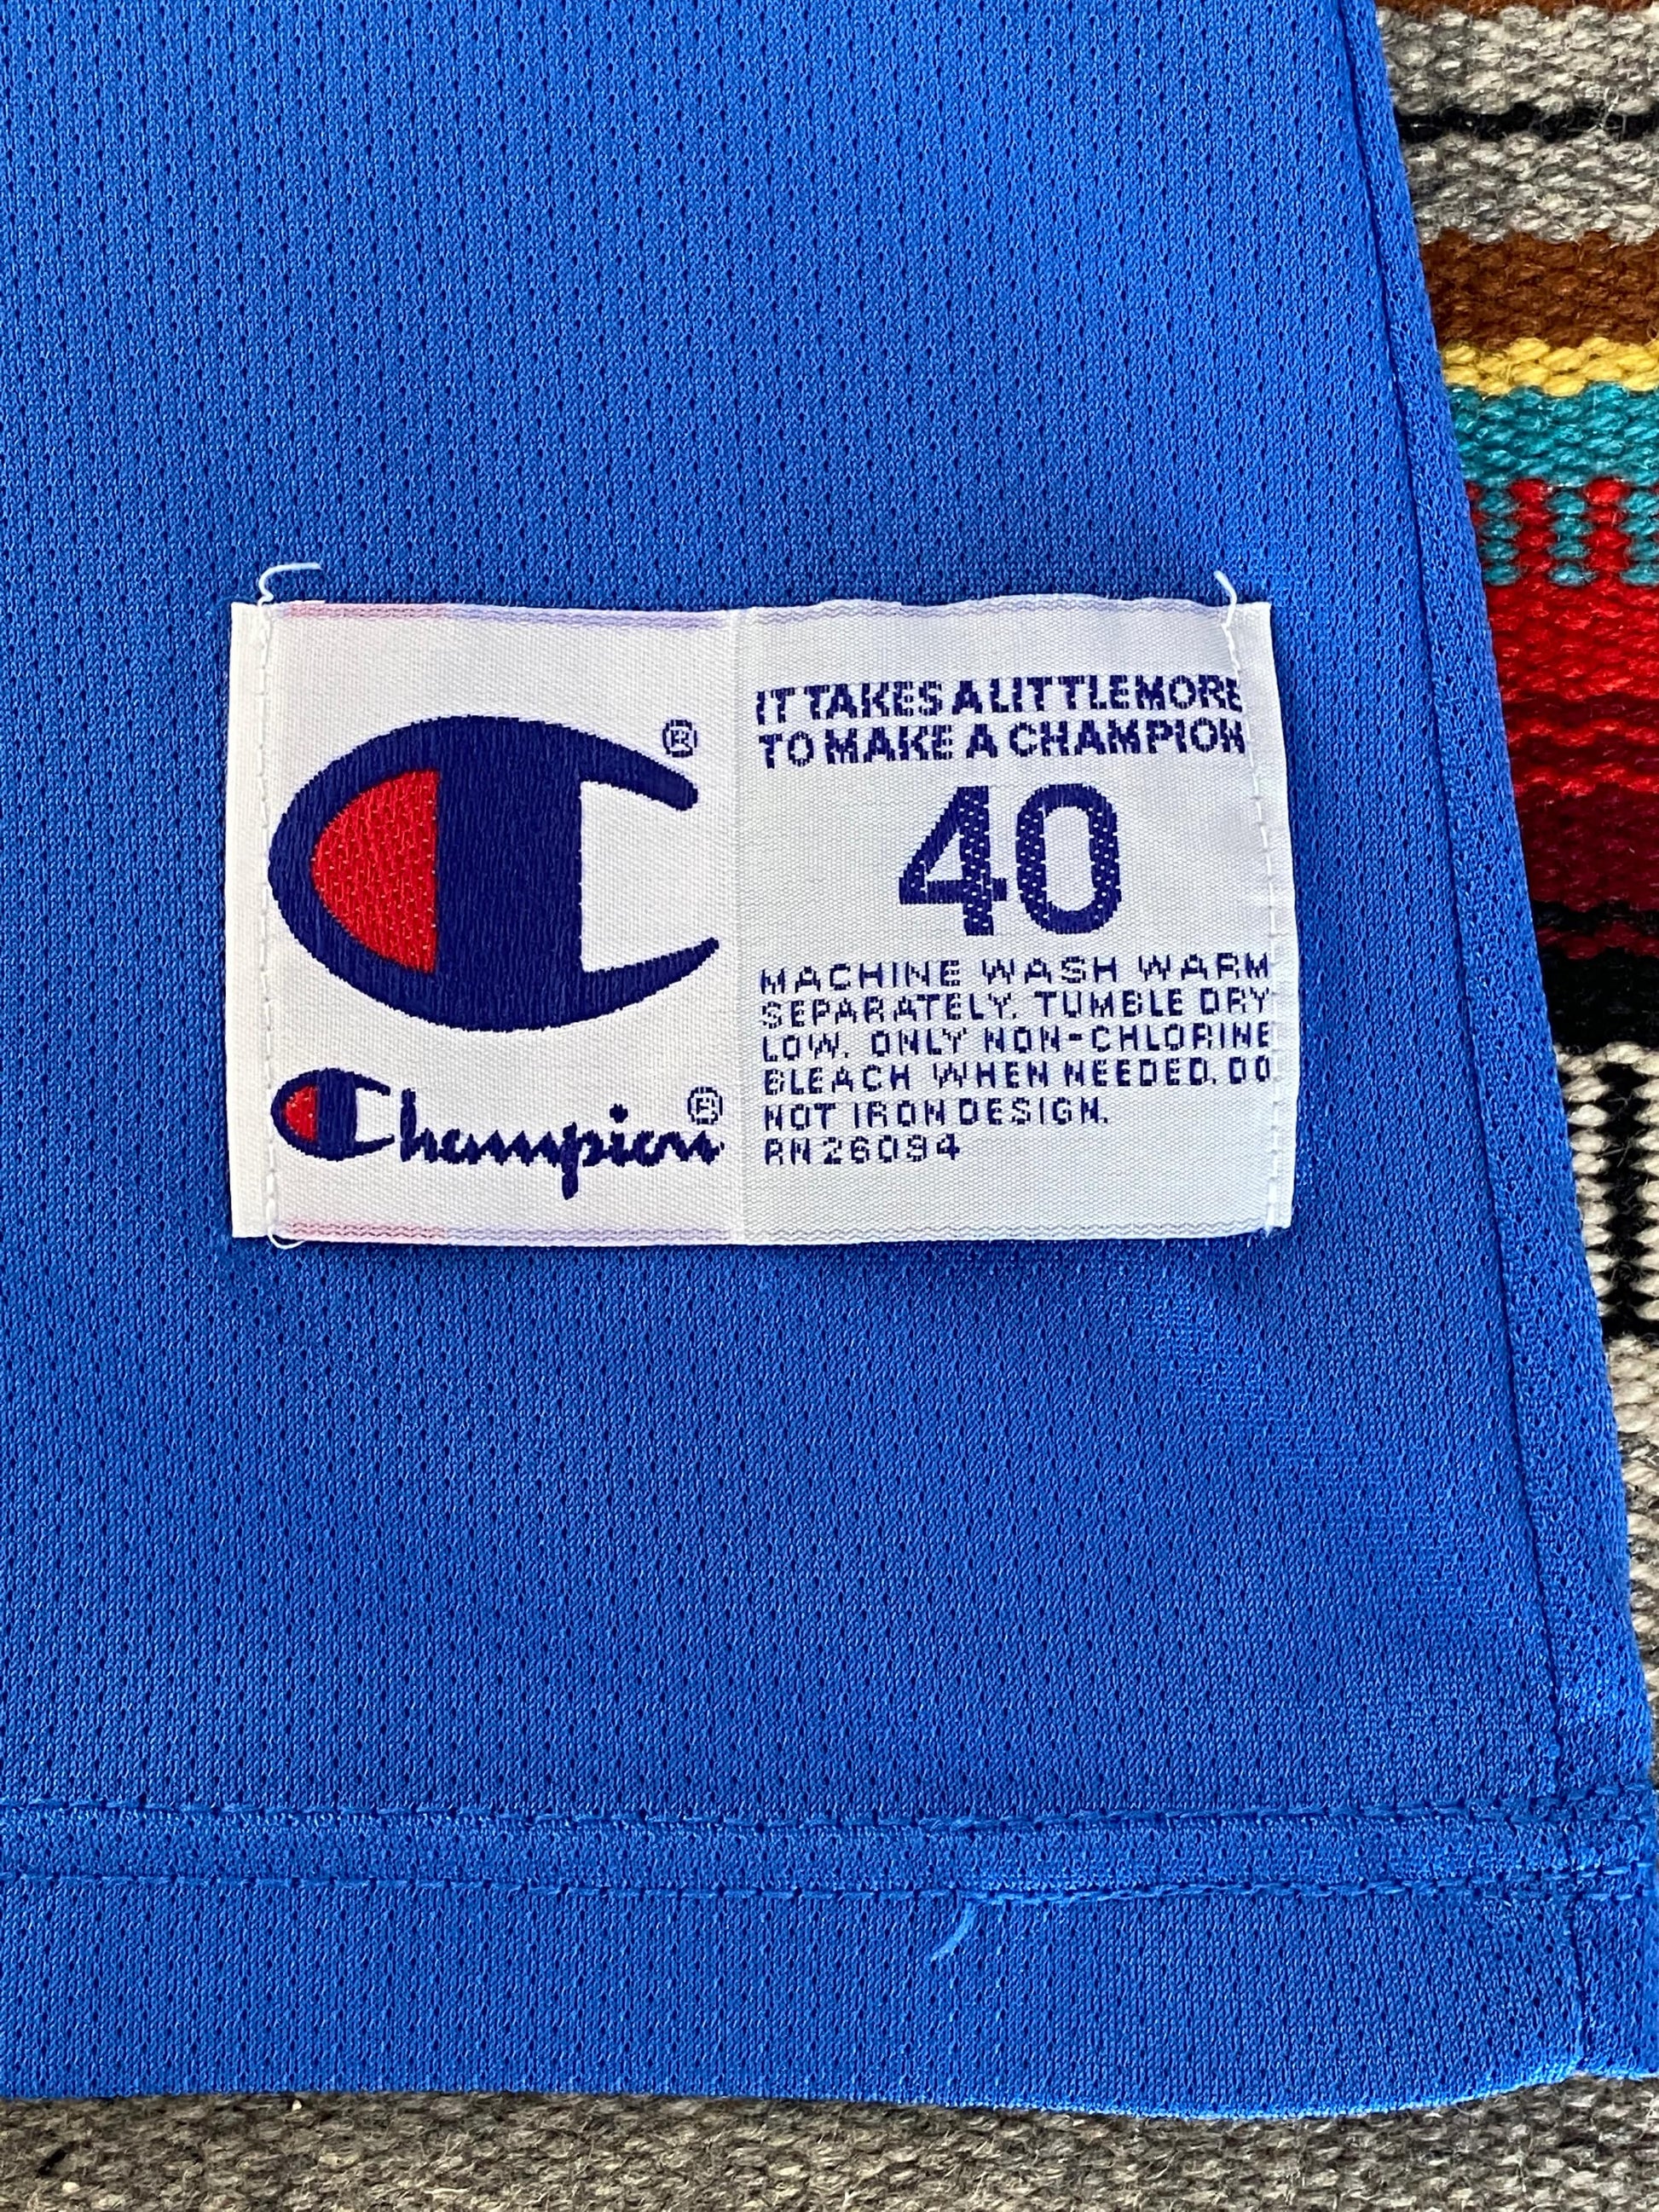 ®
Champion®
IT TAKES A LITTLE MORE
TO MAKE A CHAMPION
40
MACHINE WASH WARM
SEPARATELY. TUMBLE DRY
LOW. ONLY NON-CHLORINE
BLEACH WHEN NEEDED. DO
NOT IRON DESIGN.
RN26094